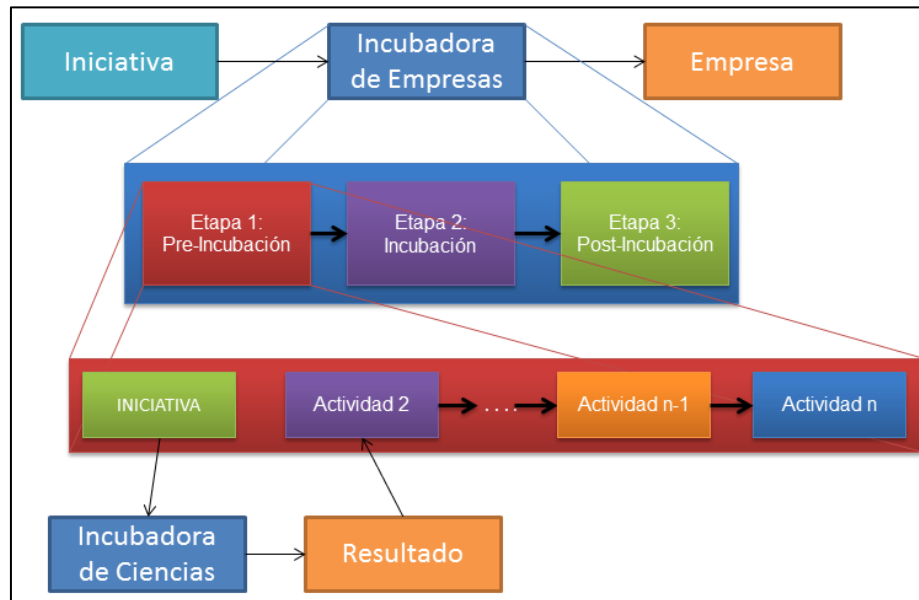 Iniciativa
Incubadora
de Empresas
Empresa
Etapa 1:
Pre-Incubación
Etapa 2:
Incubación
Etapa 3:
Post-Incubación
INICIATIVA
Actividad 2
....
Actividad n-1
Actividad n
Incubadora
de Ciencias
Resultado